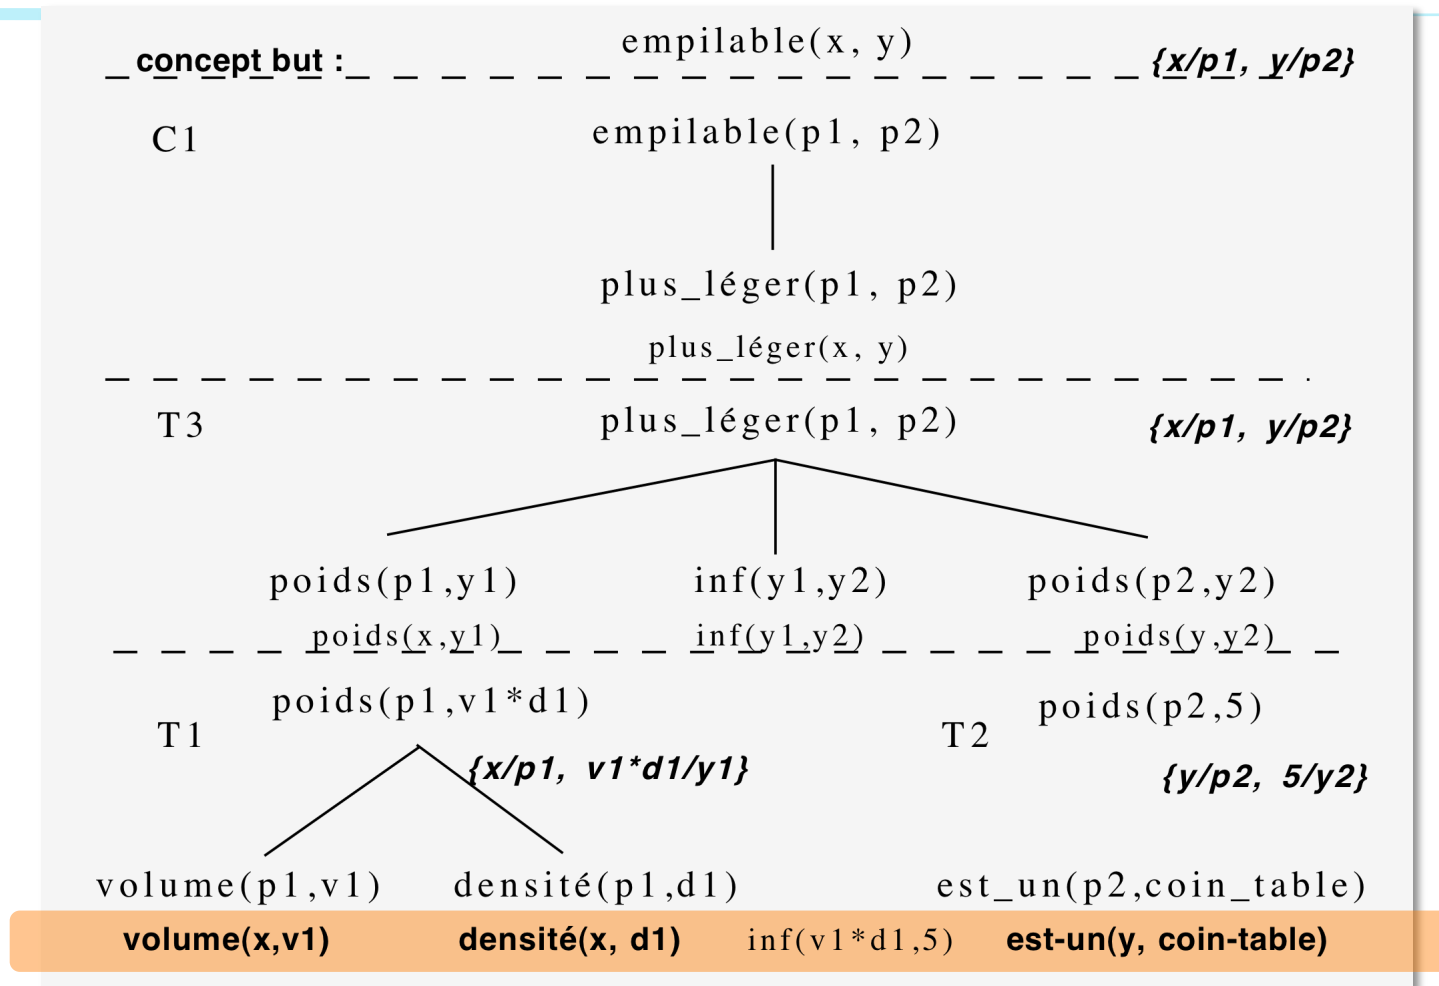 concept but : empilable(x, y) {x/p1, y/p2}
C1 empilable(p1, p2)
plus_léger(p1, p2)
plus_léger(x, y)
T3 plus_léger(p1, p2) {x/p1, y/p2}
poids(p1,y1) inf(y1,y2) poids(p2,y2)
poids(x,y1) inf(y1,y2) poids(y,y2)
T1 poids(p1,v1*d1) T2 poids(p2,5)
{x/p1, v1*d1/y1} {y/p2, 5/y2}
volume(p1,v1) densité(p1,d1) est_un(p2,coin_table)
volume(x,v1) densité(x, d1) inf(v1*d1,5) est-un(y, coin-table)